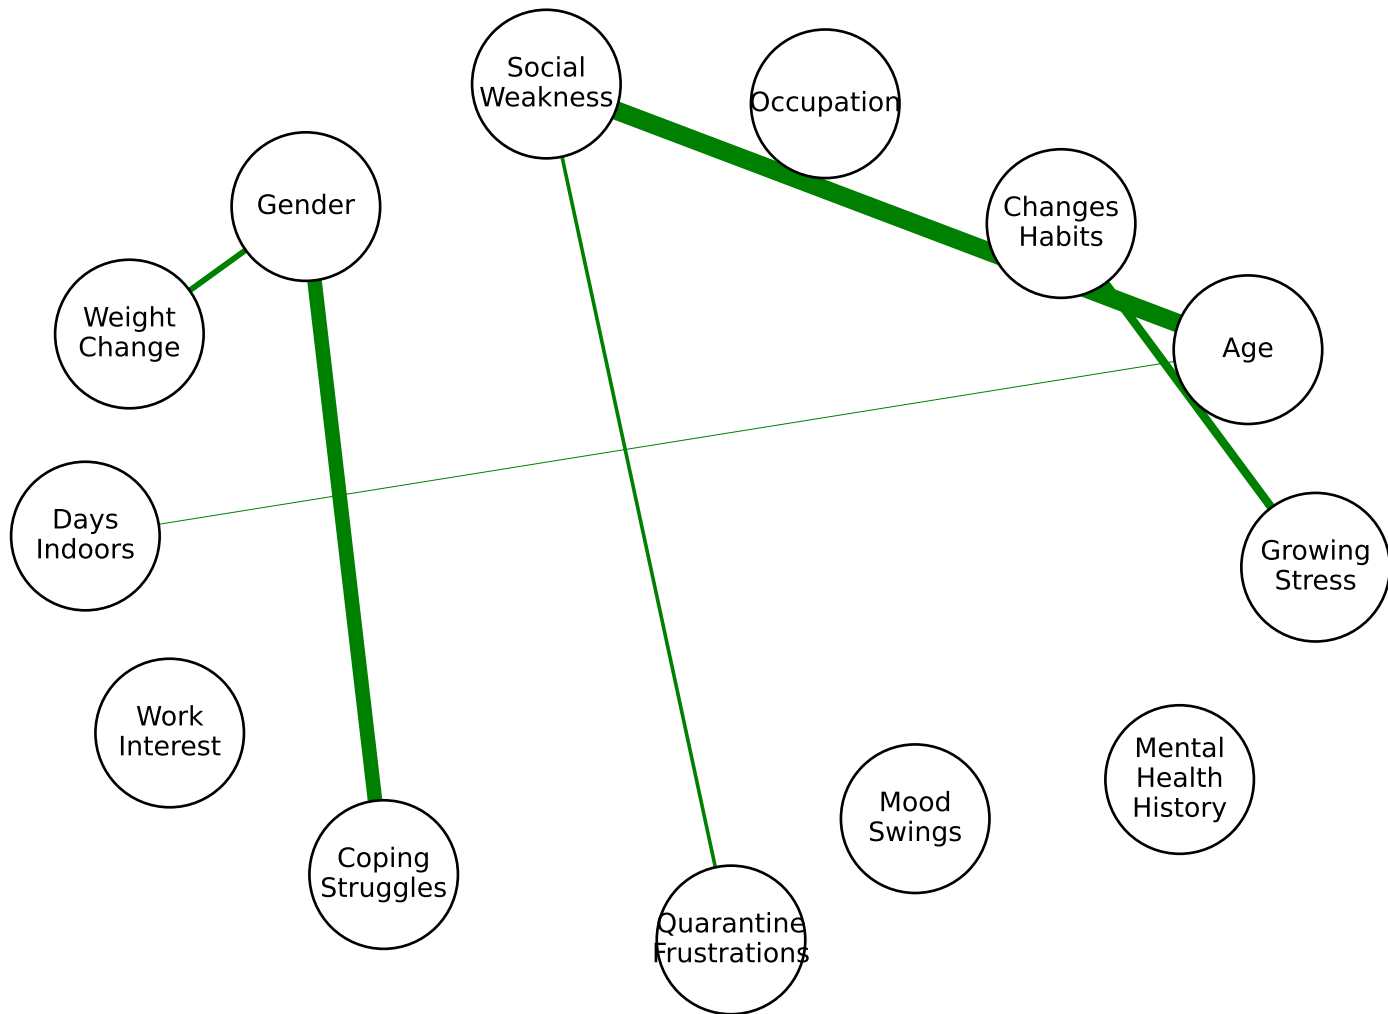 Social
Weakness
Occupation
Changes
Habits
Gender
Age
Weight
Change
Days
Indoors
Growing
Stress
Work
Interest
Mental
Health
History
Mood
Swings
Coping
Struggles
Quarantine
Frustrations